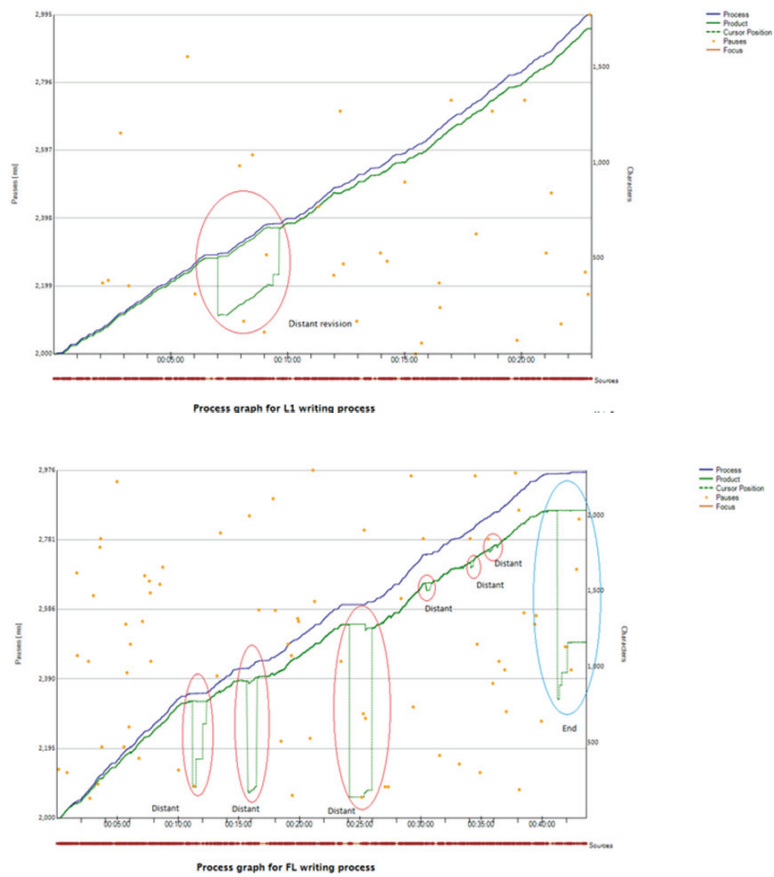 2,995
2,796
2,597
2,398
2,199
2,000
Pauses [ms]
1,500
1,000
500
Characters
00:05:00
00:10:00
00:15:00
00:20:00
Sources
Process
Product
Cursor Position
Pauses
Focus
Distant revision
Process graph for L1 writing process
2,976
2,781
2,586
2,390
2,195
2,000
Pauses [ms]
2,000
1,500
1,000
500
Characters
00:05:00
00:10:00
00:15:00
00:20:00
00:25:00
00:30:00
00:35:00
00:40:00
Sources
Process
Product
Cursor Position
Pauses
Focus
Distant
Distant
Distant
Distant
Distant
Distant
End
Process graph for FL writing process